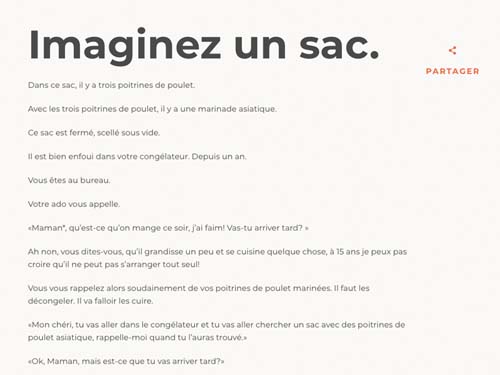 Imaginez un sac.
PARTAGER
Dans ce sac, il y a trois poitrines de poulet.
Avec les trois poitrines de poulet, il y a une marinade asiatique.
Ce sac est fermé, scellé sous vide.
Il est bien enfoui dans votre congélateur. Depuis un an.
Vous êtes au bureau.
Votre ado vous appelle.
«Maman*, qu’est-ce qu’on mange ce soir, j’ai faim! Vas-tu arriver tard? »
Ah non, vous dites-vous, qu’il grandisse un peu et se cuisine quelque chose, à 15 ans je peux pas
croire qu’il ne peut pas s’arranger tout seul!
Vous vous rappelez alors soudainement de vos poitrines de poulet marinées. Il faut les
décongeler. Il va falloir les cuire.
«Mon chéri, tu vas aller dans le congélateur et tu vas aller chercher un sac avec des poitrines de
poulet asiatique, rappelle-moi quand tu l’auras trouvé.»
«Ok, Maman, mais est-ce que tu vas arriver tard?»